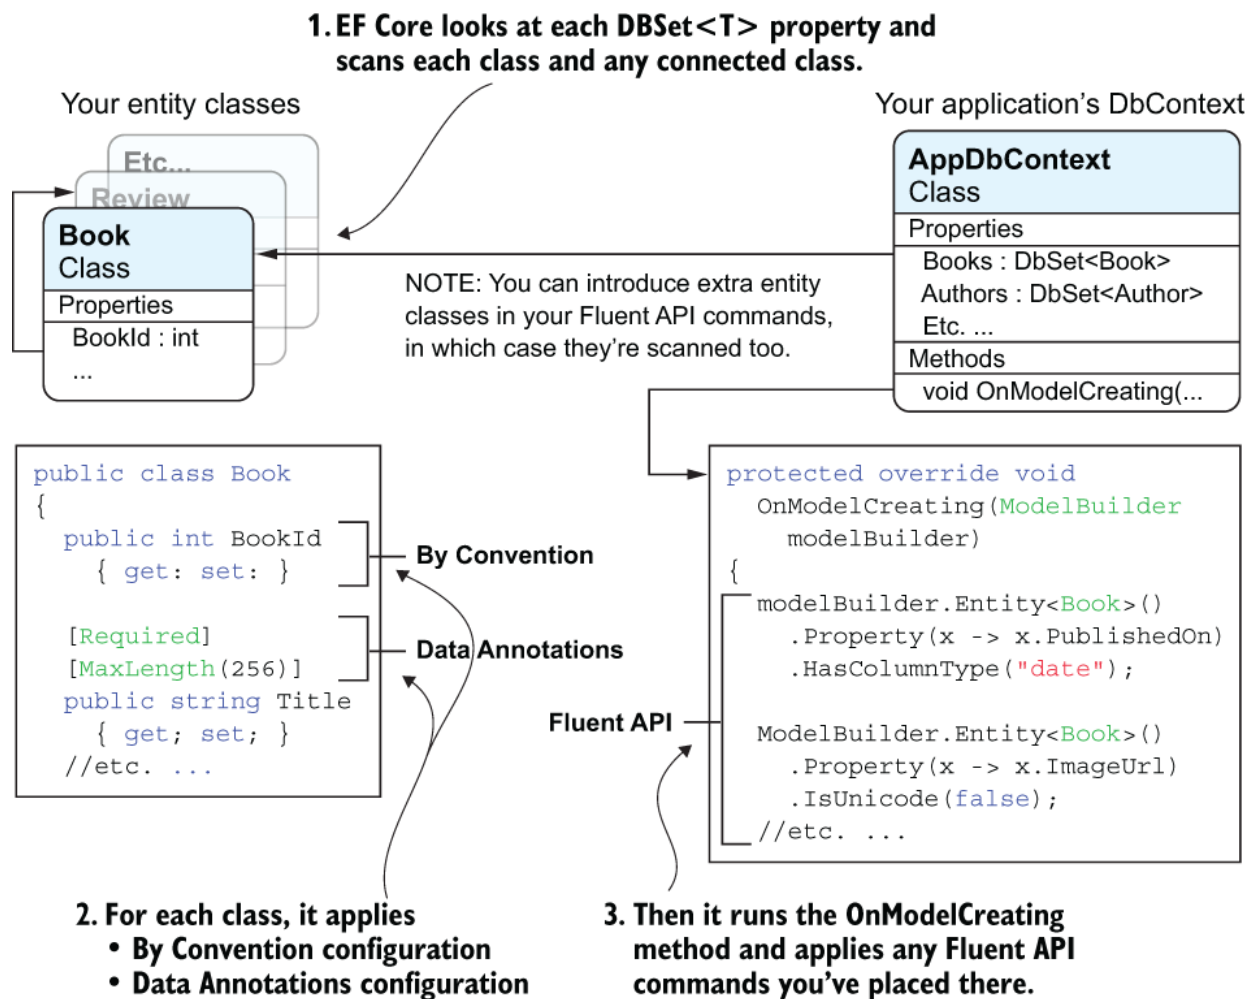 1. EF Core looks at each DBSet<T> property and
scans each class and any connected class.
Your entity classes
Your application's DbContext
Etc...
Review
Book
Class
Properties
BookId : int
...
AppDbContext
Class
Properties
Books : DbSet<Book>
Authors : DbSet<Author>
Etc. ...
Methods
void OnModelCreating(...
NOTE: You can introduce extra entity
classes in your Fluent API commands,
in which case they're scanned too.
public class Book
{
public int BookId
{ get: set: }
[Required]
[MaxLength(256)]
public string Title
{ get; set; }
//etc. ...
By Convention
Data Annotations
Fluent API
protected override void
OnModelCreating(ModelBuilder
modelBuilder)
{
modelBuilder.Entity<Book>()
.Property(x -> x.PublishedOn)
.HasColumnType("date");
ModelBuilder.Entity<Book>()
.Property(x -> x.ImageUrl)
.IsUnicode(false);
//etc. ...
2. For each class, it applies
• By Convention configuration
• Data Annotations configuration
3. Then it runs the OnModelCreating
method and applies any Fluent API
commands you've placed there.